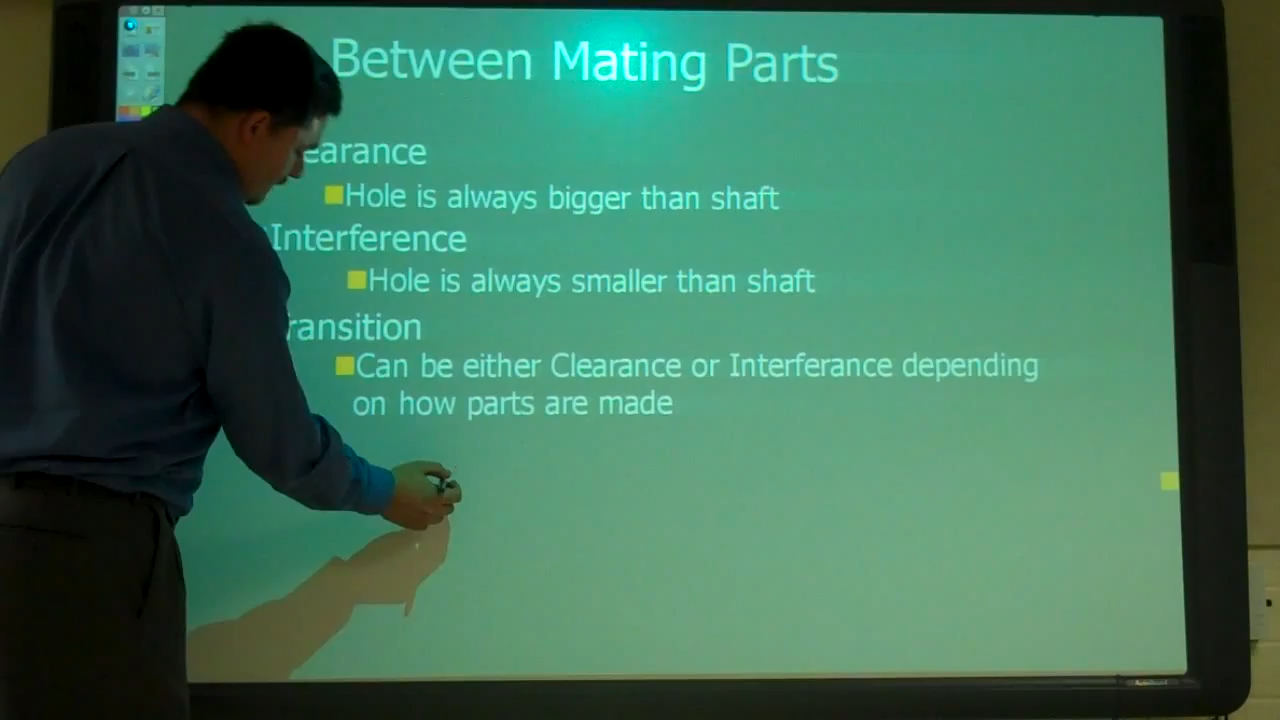 Between Mating Parts
earance
Hole is always bigger than shaft
Interference
Hole is always smaller than shaft
ransition
Can be either Clearance or Interferance depending
on how parts are made